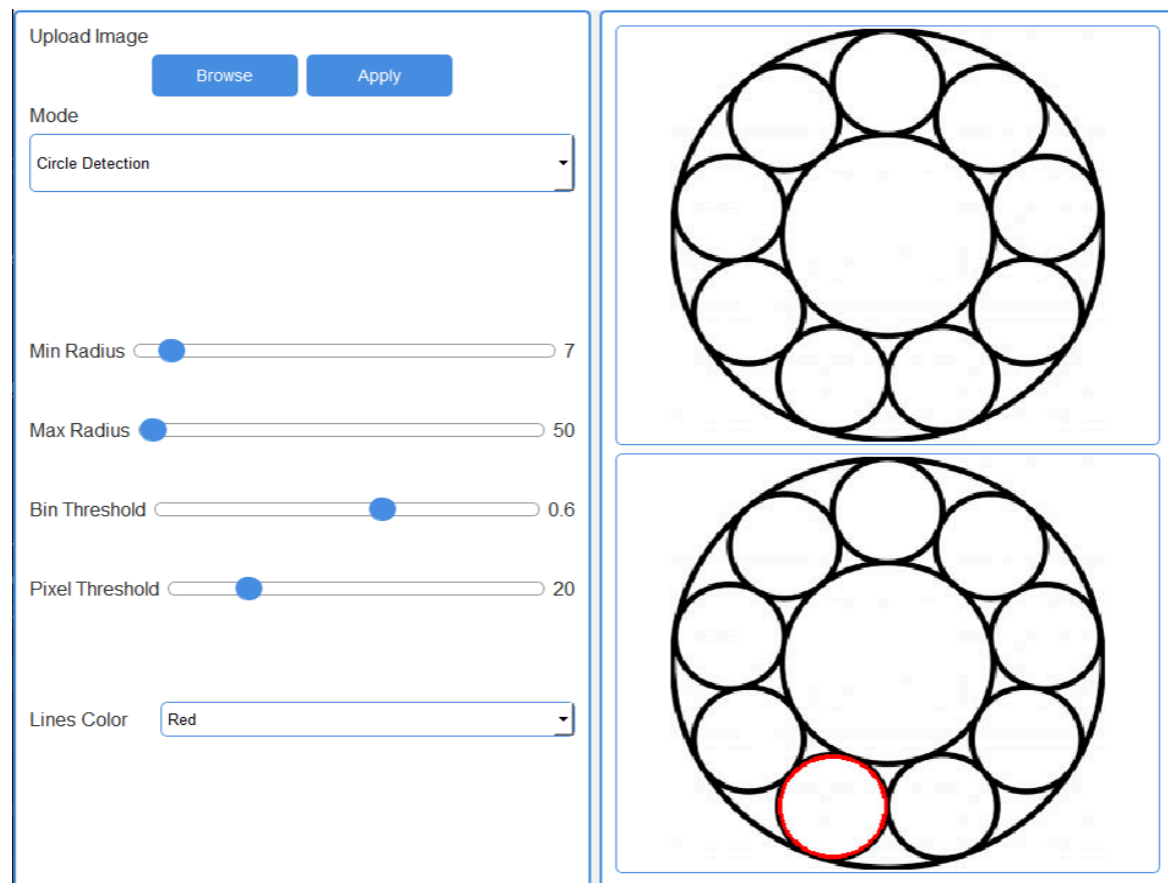 Upload Image
Browse Apply
Mode
Circle Detection
Min Radius 7
Max Radius 50
Bin Threshold 0.6
Pixel Threshold 20
Lines Color Red